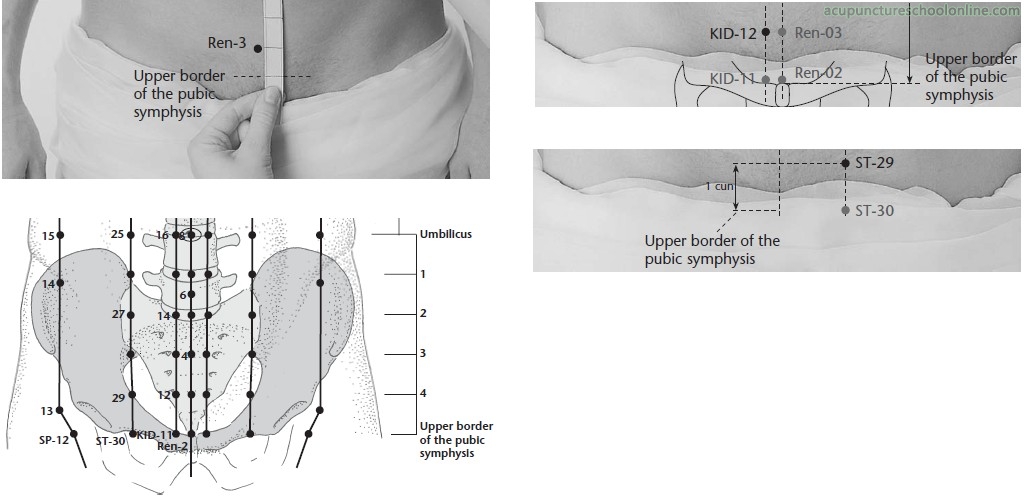 Ren-3
Upper border
of the pubic
symphysis
acupunctureschoolonline.com
KID-12
Ren-03
KID-11
Ren-02
Upper border
of the pubic
symphysis
ST-29
1 cun
ST-30
Upper border of the
pubic symphysis
15
25
16
8
Umbilicus
14
1
6
27
14
2
4
3
29
12
4
13
SP-12
ST-30
KID-11
Ren-2
Upper border
of the pubic
symphysis